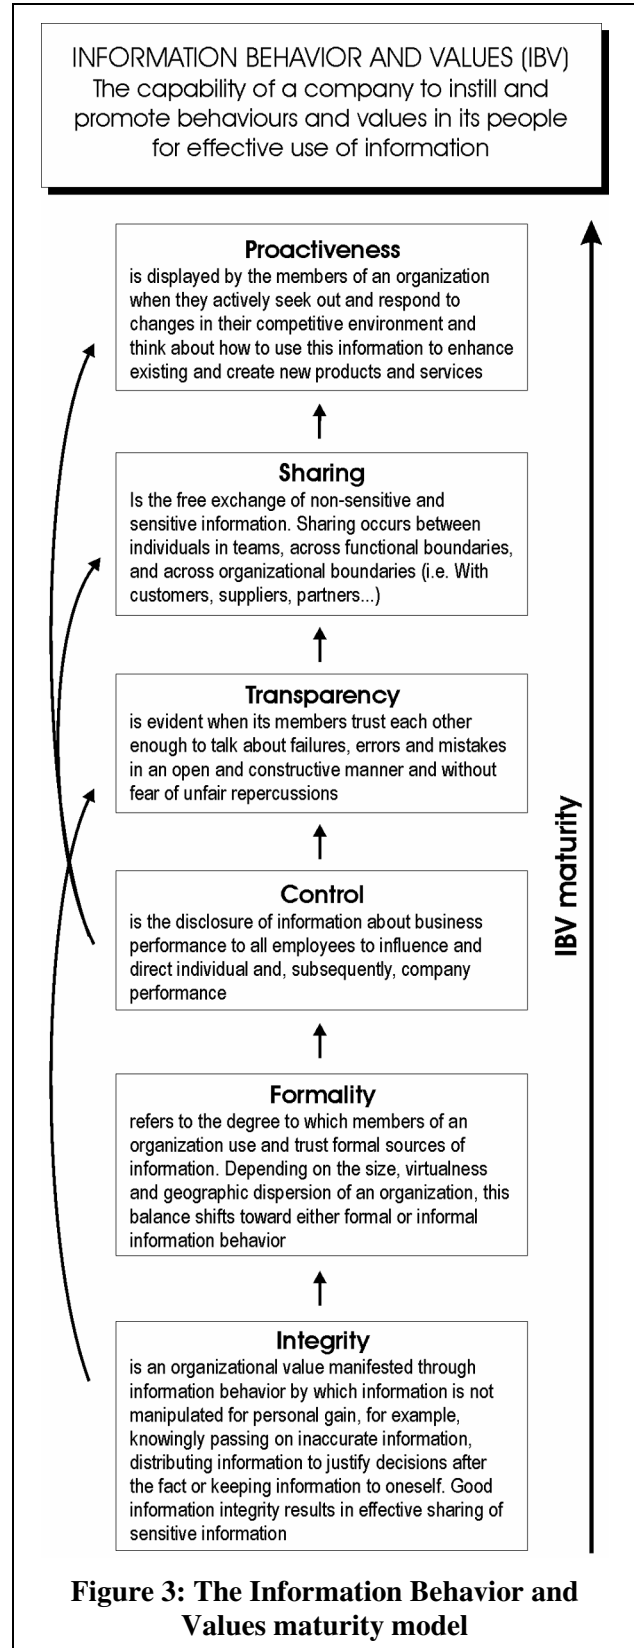 INFORMATION BEHAVIOR AND VALUES (IBV)
The capability of a company to instill and
promote behaviours and values in its people
for effective use of information
Proactiveness
is displayed by the members of an organization
when they actively seek out and respond to
changes in their competitive environment and
think about how to use this information to enhance
existing and create new products and services
Sharing
Is the free exchange of non-sensitive and
sensitive information. Sharing occurs between
individuals in teams, across functional boundaries,
and across organizational boundaries (i.e. With
customers, suppliers, partners...)
Transparency
is evident when its members trust each other
enough to talk about failures, errors and mistakes
in an open and constructive manner and without
fear of unfair repercussions
Control
is the disclosure of information about business
performance to all employees to influence and
direct individual and, subsequently, company
performance
Formality
refers to the degree to which members of an
organization use and trust formal sources of
information. Depending on the size, virtualness
and geographic dispersion of an organization, this
balance shifts toward either formal or informal
information behavior
Integrity
is an organizational value manifested through
information behavior by which information is not
manipulated for personal gain, for example,
knowingly passing on inaccurate information,
distributing information to justify decisions after
the fact or keeping information to oneself. Good
information integrity results in effective sharing of
sensitive information
IBV maturity
Figure 3: The Information Behavior and
Values maturity model